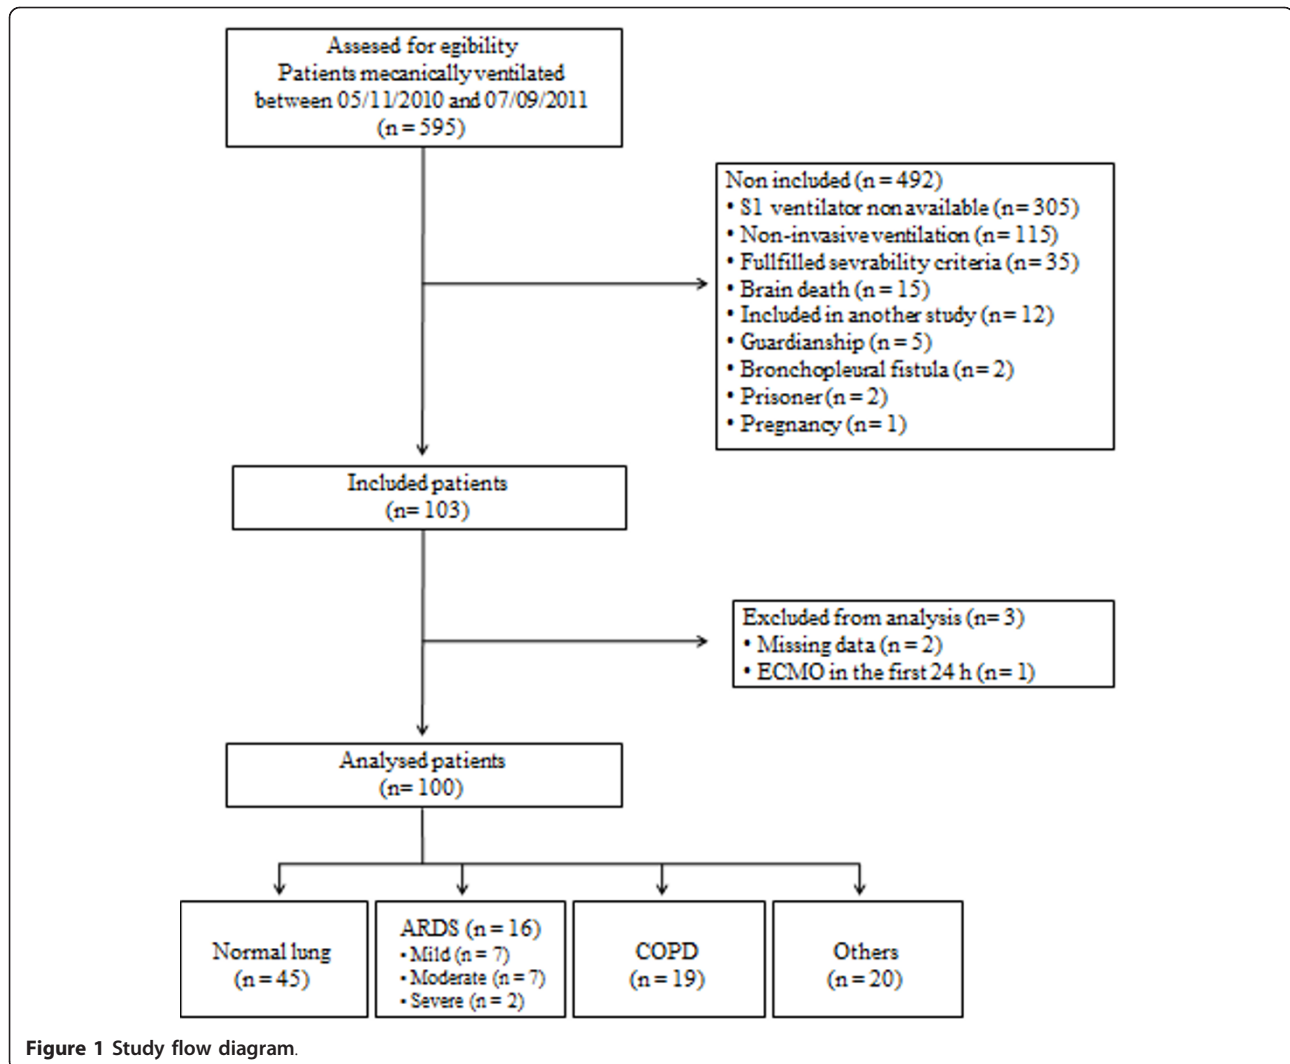 Assesed for egibility
Patients mecanically ventilated
between 05/11/2010 and 07/09/2011
(n = 595)
Non included (n = 492)
• S1 ventilator non available (n = 305)
• Non-invasive ventilation (n = 115)
• Fullfilled sevrability criteria (n = 35)
• Brain death (n = 15)
• Included in another study (n = 12)
• Guardianship (n = 5)
• Bronchopleural fistula (n = 2)
• Prisoner (n = 2)
• Pregnancy (n = 1)
Included patients
(n= 103)
Excluded from analysis (n= 3)
• Missing data (n = 2)
• ECMO in the first 24 h (n= 1)
Analysed patients
(n= 100)
Normal lung
(n = 45)
ARDS (n = 16)
• Mild (n = 7)
• Moderate (n = 7)
• Severe (n = 2)
COPD
(n = 19)
Others
(n = 20)
Figure 1 Study flow diagram.